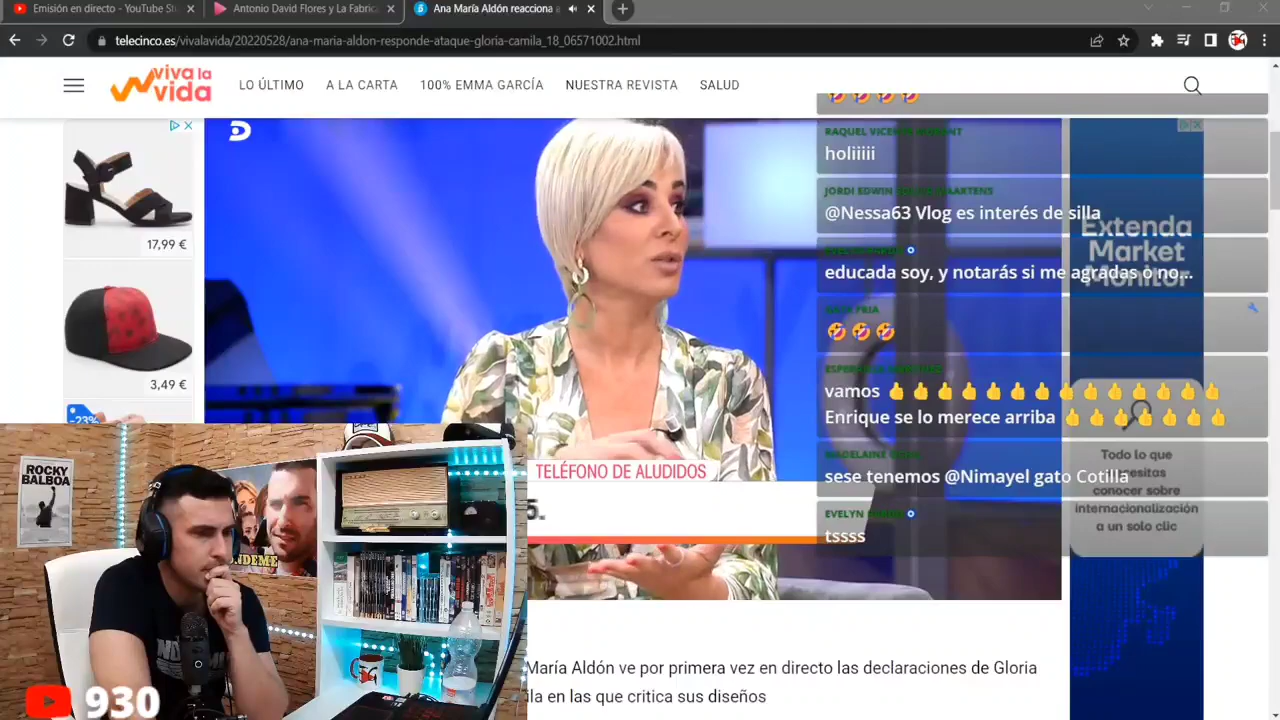 Emisión en directo - YouTube St
Antonio David Flores y La Fabrica
Ana María Aldón reacciona a
telecinco.es/vivalavida/20220528/ana-maria-aldon-responde-ataque-gloria-camila_18_06571002.html
viva la
vida
LO ÚLTIMO
A LA CARTA
100% EMMA GARCÍA
NUESTRA REVISTA
SALUD
17,99 €
3,49 €
-23%
RAQUEL
holiiiii
JORDI EDWIN
@Nessa63 Vlog es interés de silla
educada soy, y notarás si me agradas o no...
vamos 👍👍👍👍👍👍👍👍👍👍👍👍👍👍
Enrique se lo merece arriba 👍👍👍👍👍👍👍
sese tenemos @Nimayel gato Cotilla
EVELYN
tssss
Extenda
Market
Monitor
Todo lo que
necesitas
conocer sobre
internacionalización
a un solo clic
TELÉFONO DE ALUDIDOS
5.
ROCKY
BALBOA
María Aldón ve por primera vez en directo las declaraciones de Gloria
la en las que critica sus diseños
930